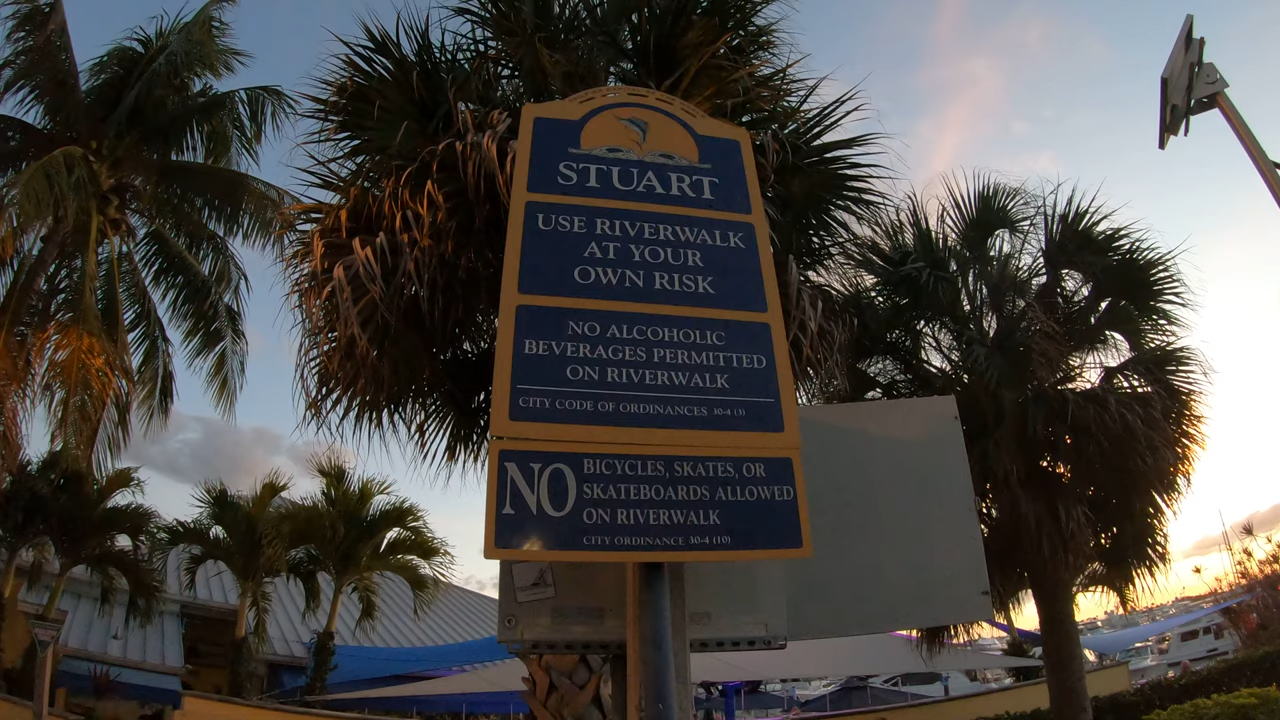 STUART
USE RIVERWALK
AT YOUR
OWN RISK
NO ALCOHOLIC
BEVERAGES PERMITTED
ON RIVERWALK
CITY CODE OF ORDINANCES 30-4 (3)
NO
BICYCLES, SKATES, OR
SKATEBOARDS ALLOWED
ON RIVERWALK
CITY ORDINANCE 30-4 (10)